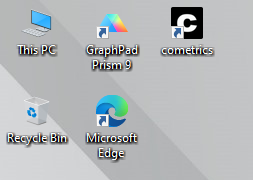 This PC
GraphPad
Prism 9
cometrics
Recycle Bin
Microsoft
Edge